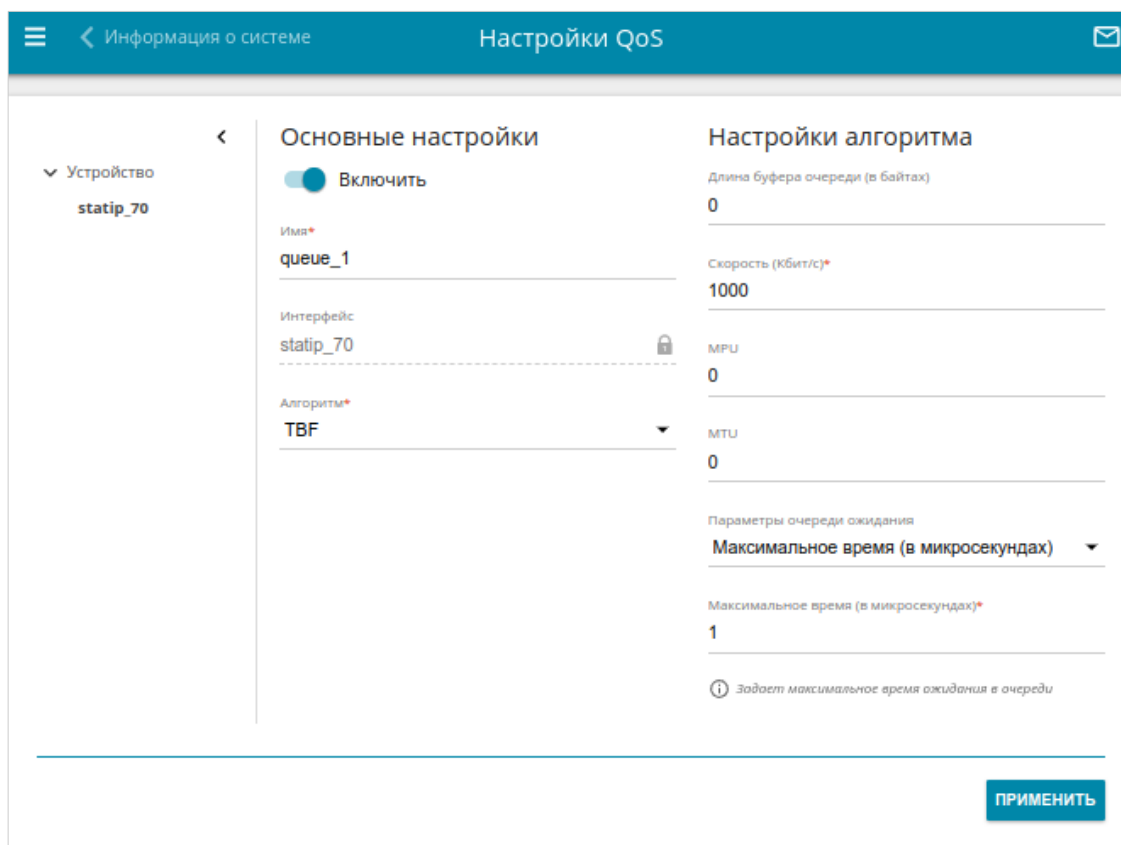 Информация о системе
Настройки QoS
Устройство
statip_70
Основные настройки
Включить
Имя*
queue_1
Интерфейс
statip_70
Алгоритм*
TBF
Настройки алгоритма
Длина буфера очереди (в байтах)
0
Скорость (Кбит/с)*
1000
MPU
0
MTU
0
Параметры очереди ожидания
Максимальное время (в микросекундах)
Максимальное время (в микросекундах)*
1
Задает максимальное время ожидания в очереди
ПРИМЕНИТЬ